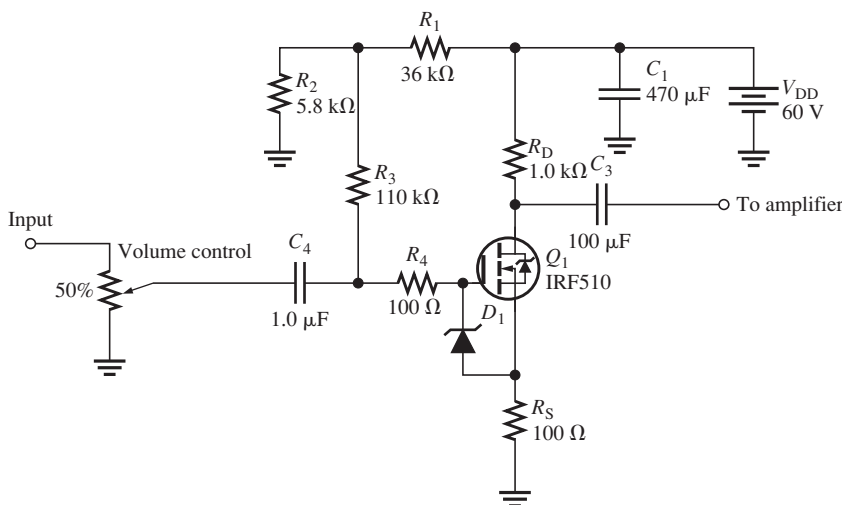 R1
36 kΩ
R2
5.8 kΩ
C1
470 μF
VDD
60 V
RD
1.0 kΩ
C3
100 μF
To amplifier
R3
110 kΩ
Input
Volume control
50%
C4
1.0 μF
R4
100 Ω
Q1
IRF510
D1
RS
100 Ω